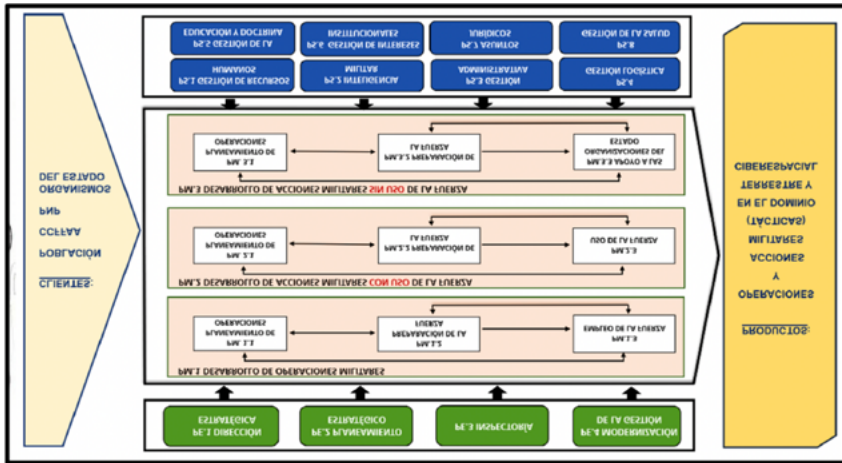 PE.1 DIRECCIÓN
ESTRATÉGICA
PE.2 PLANEAMIENTO
ESTRATÉGICO
PE.3 INSPECTORÍA
PE.4 MODERNIZACIÓN
DE LA GESTIÓN
CLIENTES:
POBLACIÓN
CCFFAA
PNP
ORGANISMOS
DEL ESTADO
PM.1 DESARROLLO DE OPERACIONES MILITARES
PM.1.1
PLANEAMIENTO DE
OPERACIONES
PM.1.2
PREPARACIÓN DE LA
FUERZA
PM.1.3
EMPLEO DE LA FUERZA
PM.2 DESARROLLO DE ACCIONES MILITARES CON USO DE LA FUERZA
PM. 2.1
PLANEAMIENTO DE
OPERACIONES
PM.2.2 PREPARACIÓN DE
LA FUERZA
PM.2.3
USO DE LA FUERZA
PM.3 DESARROLLO DE ACCIONES MILITARES SIN USO DE LA FUERZA
PM. 3.1
PLANEAMIENTO DE
OPERACIONES
PM.3.2 PREPARACIÓN DE
LA FUERZA
PM.3.3 APOYO A LAS
ORGANIZACIONES DEL
ESTADO
PS.1 GESTIÓN DE RECURSOS
HUMANOS
PS.2 INTELIGENCIA
MILITAR
PS.3 GESTIÓN
ADMINISTRATIVA
PS.4
GESTIÓN LOGÍSTICA
PS.5 GESTIÓN DE LA
EDUCACIÓN Y DOCTRINA
PS.6 GESTIÓN DE INTERESES
INSTITUCIONALES
PS.7 ASUNTOS
JURÍDICOS
PS.8
GESTIÓN DE LA SALUD
PRODUCTOS:
OPERACIONES
Y
ACCIONES
MILITARES
(TÁCTICAS)
EN EL DOMINIO
TERRESTRE Y
CIBERESPACIAL